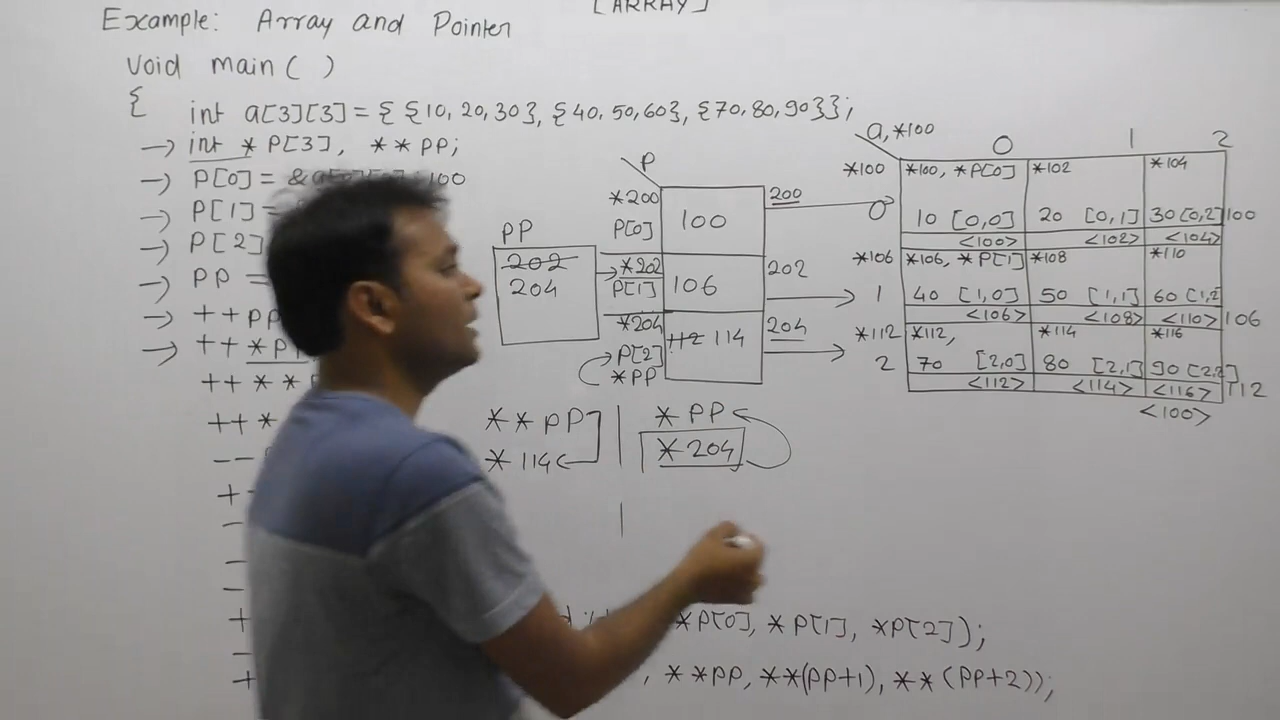 [ARRAY]
Example: Array and Pointer
void main( )
{ int a[3][3] = { {10, 20, 30}, {40, 50, 60}, {70, 80, 90}};
→ int *P[3], **PP;
→ P[0] = 100
→ P[1] =
→ P[2]
→ PP =
→ ++PP
→ ++*P
++**
++*
--
+
-
-
-
+ *P[0], *P[1], *P[2]);
-
+ , **PP, **(PP+1), **(PP+2));
PP
202
204
P
*200 100 200
P[0]
*202 106 202
P[1]
*204 112 114 204
P[2]
*PP
**PP
*114
*PP
*204
a, *100
0 1 2
*100 *100, *P[0] *102 *104
0 10 [0,0] 20 [0,1] 30 [0,2] 100
<100> <102> <104>
*106 *106, *P[1] *108 *110
1 40 [1,0] 50 [1,1] 60 [1,2
<106> <108> <110> 106
*112 *112, *114 *116
2 70 [2,0] 80 [2,1] 90 [2,2]
<112> <114> <116> 112
<100>